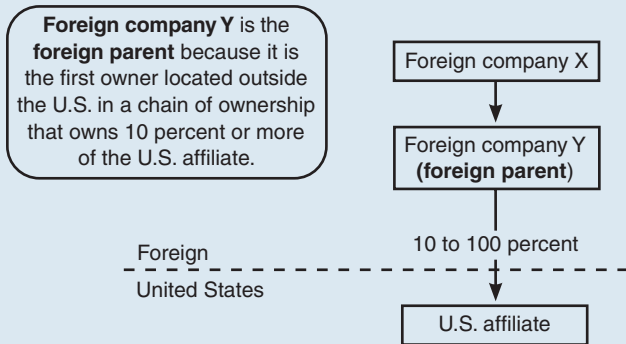 Foreign company Y is the
foreign parent because it is
the first owner located outside
the U.S. in a chain of ownership
that owns 10 percent or more
of the U.S. affiliate.
Foreign company X
Foreign company Y
(foreign parent)
10 to 100 percent
Foreign
United States
U.S. affiliate